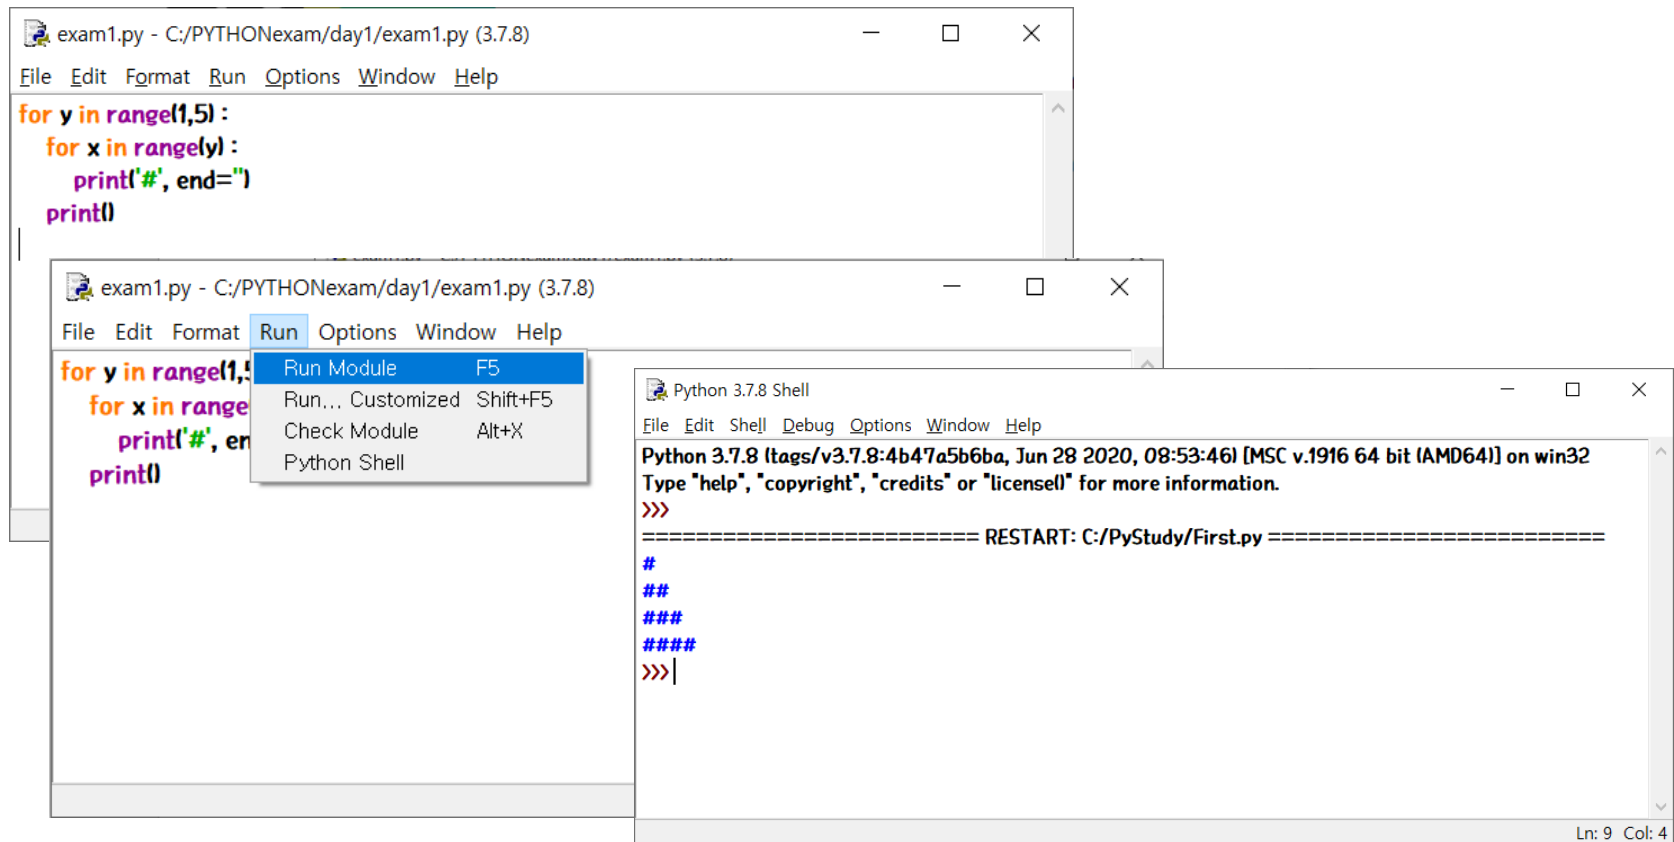 exam1.py - C:/PYTHONexam/day1/exam1.py (3.7.8)
File Edit Format Run Options Window Help
for y in range(1,5) :
for x in range(y) :
print('#', end='')
print()
exam1.py - C:/PYTHONexam/day1/exam1.py (3.7.8)
File Edit Format Run Options Window Help
for y in range(1,5
for x in range
print('#', en
print()
Run Module F5
Run... Customized Shift+F5
Check Module Alt+X
Python Shell
Python 3.7.8 Shell
File Edit Shell Debug Options Window Help
Python 3.7.8 (tags/v3.7.8:4b47a5b6ba, Jun 28 2020, 08:53:46) [MSC v.1916 64 bit (AMD64)] on win32
Type "help", "copyright", "credits" or "license()" for more information.
>>>
========================= RESTART: C:/PyStudy/First.py =========================
#
##
###
####
>>>
Ln: 9 Col: 4